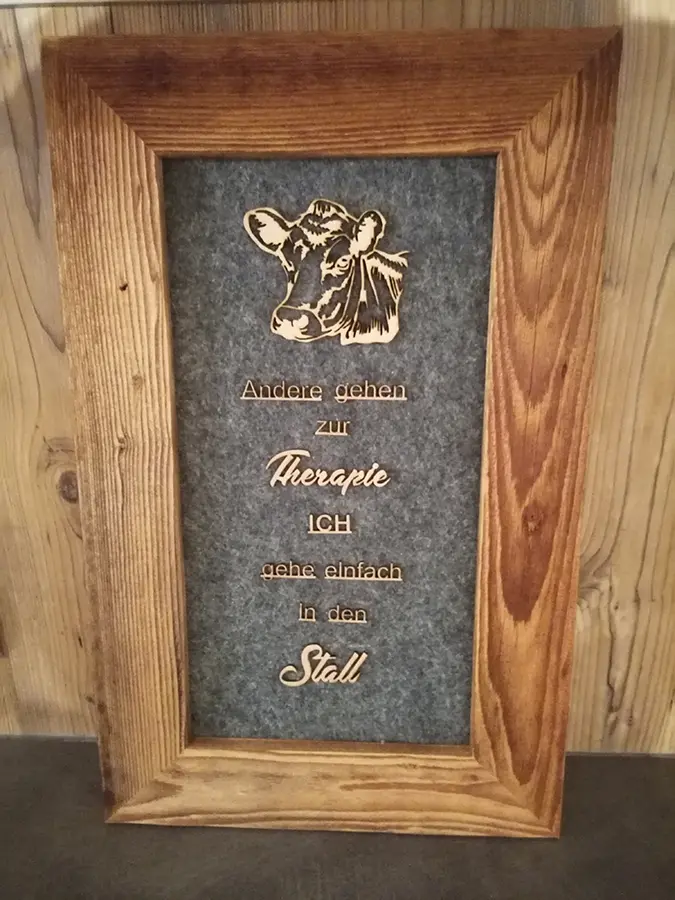 Andere gehen
zur
Therapie
ICH
gehe einfach
in den
Stall